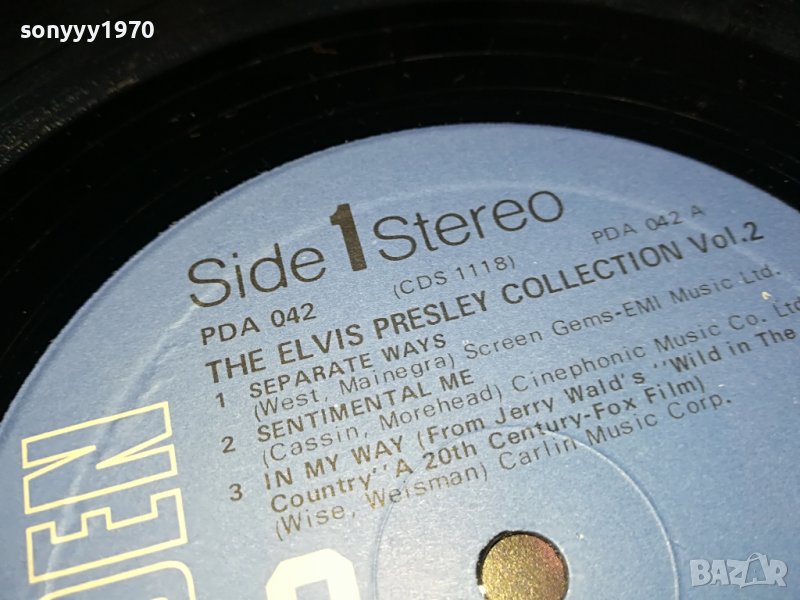 sonyyy1970
Side 1 Stereo
PDA 042
(CDS 1118)
PDA 042 A
THE ELVIS PRESLEY COLLECTION Vol.2
1 SEPARATE WAYS
(West, Mainegra) Screen Gems-EMI Music Ltd.
2 SENTIMENTAL ME
(Cassin, Morehead) Cinephonic Music Co. Ltd
3 IN MY WAY (From Jerry Wald's "Wild in The
Country" A 20th Century-Fox Film)
(Wise, Weisman) Carlin Music Corp.
DEN
BAZAR